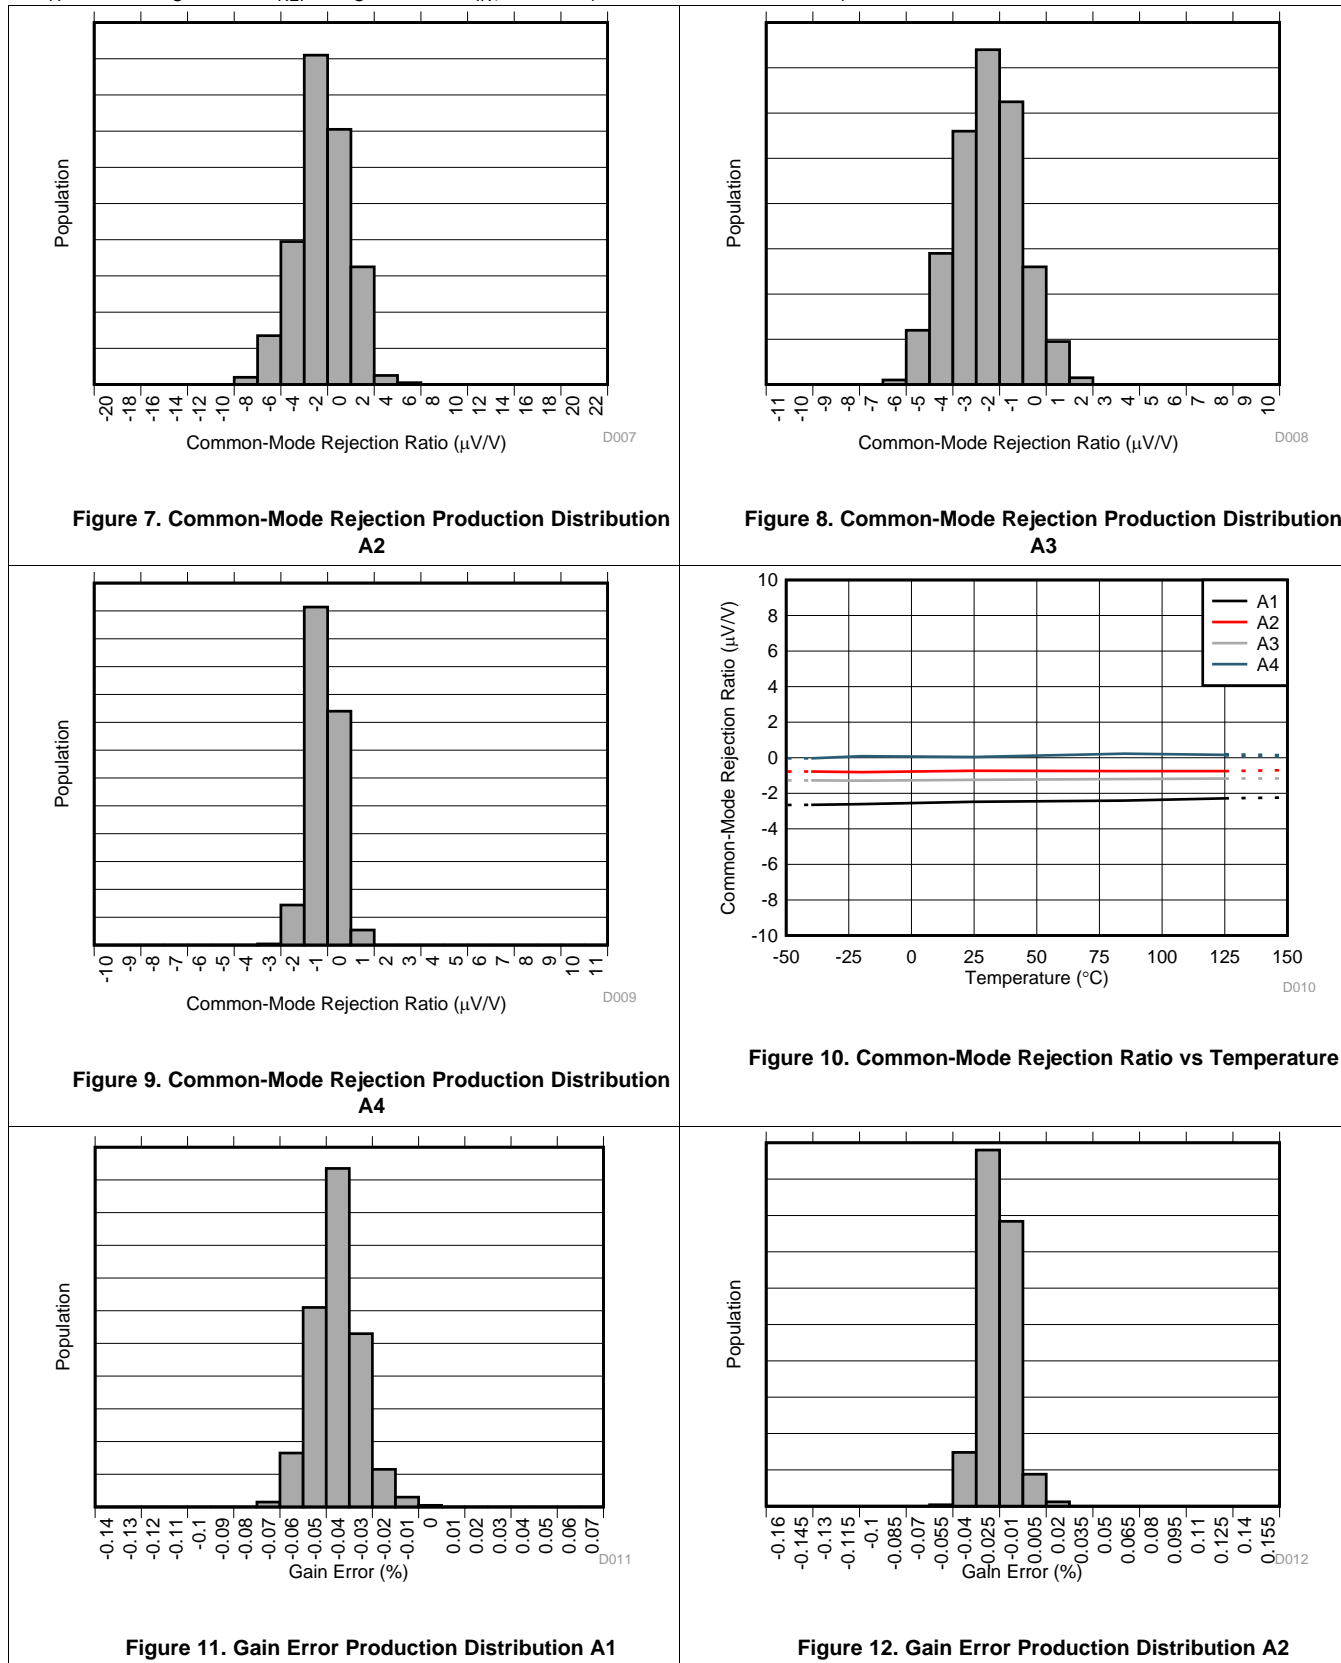 Population
-20 -18 -16 -14 -12 -10 -8 -6 -4 -2 0 2 4 6 8 10 12 14 16 18 20 22
Common-Mode Rejection Ratio (µV/V)
D007
Figure 7. Common-Mode Rejection Production Distribution
A2
Population
-11 -10 -9 -8 -7 -6 -5 -4 -3 -2 -1 0 1 2 3 4 5 6 7 8 9 10
Common-Mode Rejection Ratio (µV/V)
D008
Figure 8. Common-Mode Rejection Production Distribution
A3
Population
-10 -9 -8 -7 -6 -5 -4 -3 -2 -1 0 1 2 3 4 5 6 7 8 9 10 11
Common-Mode Rejection Ratio (µV/V)
D009
Figure 9. Common-Mode Rejection Production Distribution
A4
Common-Mode Rejection Ratio (µV/V)
10
8
6
4
2
0
-2
-4
-6
-8
-10
A1
A2
A3
A4
-50 -25 0 25 50 75 100 125 150
Temperature (°C)
D010
Figure 10. Common-Mode Rejection Ratio vs Temperature
Population
-0.14 -0.13 -0.12 -0.11 -0.1 -0.09 -0.08 -0.07 -0.06 -0.05 -0.04 -0.03 -0.02 -0.01 0 0.01 0.02 0.03 0.04 0.05 0.06 0.07
Gain Error (%)
D011
Figure 11. Gain Error Production Distribution A1
Population
-0.16 -0.145 -0.13 -0.115 -0.1 -0.085 -0.07 -0.055 -0.04 -0.025 -0.01 0.005 0.02 0.035 0.05 0.065 0.08 0.095 0.11 0.125 0.14 0.155
Gain Error (%)
D012
Figure 12. Gain Error Production Distribution A2